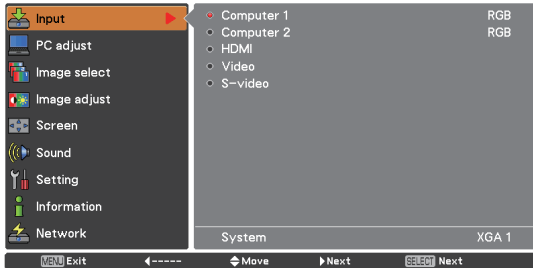 Input
PC adjust
Image select
Image adjust
Screen
Sound
Setting
Information
Network
Computer 1 RGB
Computer 2 RGB
HDMI
Video
S-video
System XGA 1
MENU Exit ◀----- Move Next SELECT Next